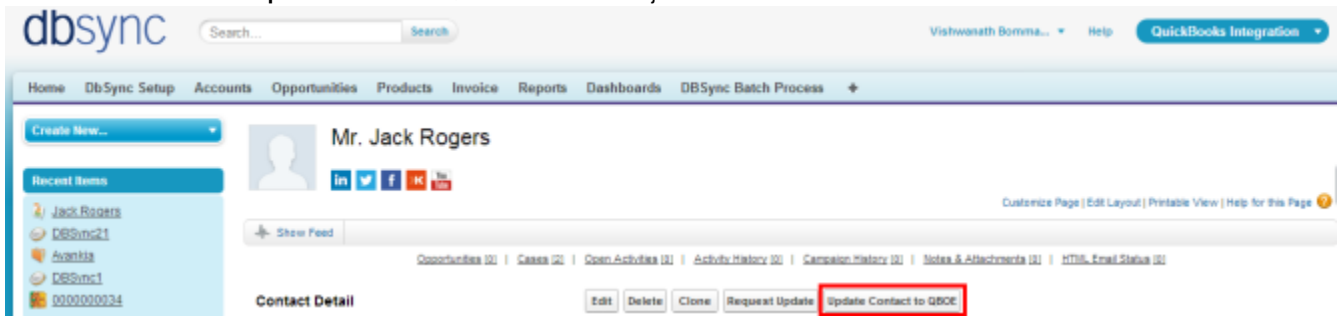 dbsync Search... Search Vishwanath Bomma... Help QuickBooks Integration
Home DbSync Setup Accounts Opportunities Products Invoice Reports Dashboards DBSync Batch Process +
Create New...
Mr. Jack Rogers
in f K You Tube
Recent Items
Customize Page | Edit Layout | Printable View | Help for this Page ?
Jack Rogers
DBSync21
Show Feed
Avankia
Opportunities [0] | Cases [2] | Open Activities [0] | Activity History [0] | Campaign History [0] | Notes & Attachments [0] | HTML Email Status [0]
DBSync1
0000000034
Contact Detail Edit Delete Clone Request Update Update Contact to QBOE